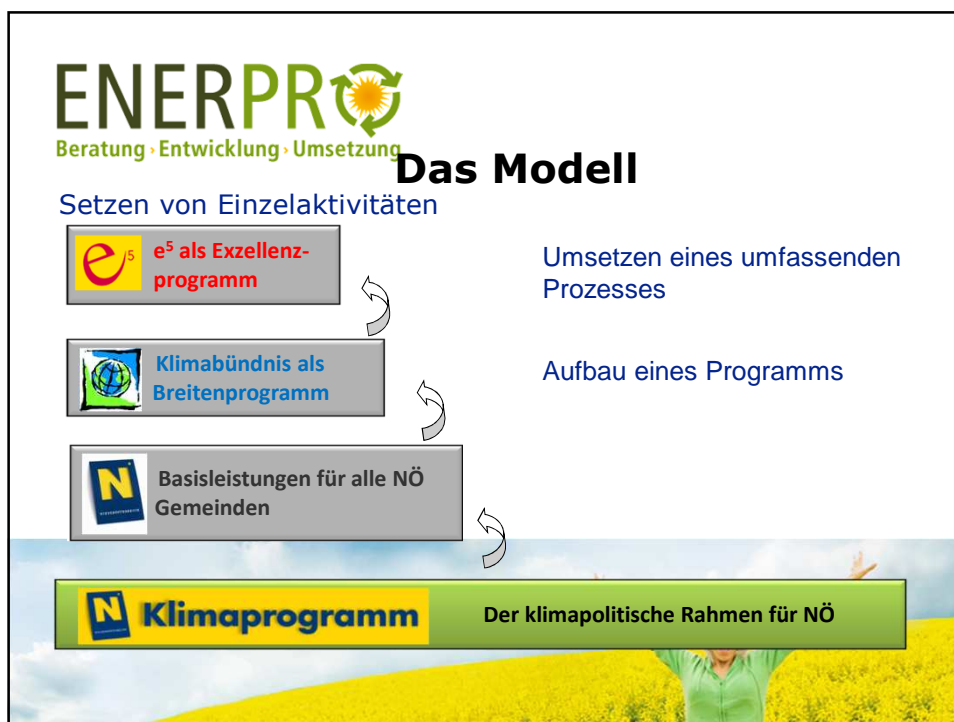 ENERPRO
Beratung › Entwicklung › Umsetzung
Das Modell
Setzen von Einzelaktivitäten
e⁵
e⁵ als Exzellenz-
programm
Umsetzen eines umfassenden
Prozesses
Klimabündnis als
Breitenprogramm
Aufbau eines Programms
N
Basisleistungen für alle NÖ
Gemeinden
N Klimaprogramm
Der klimapolitische Rahmen für NÖ